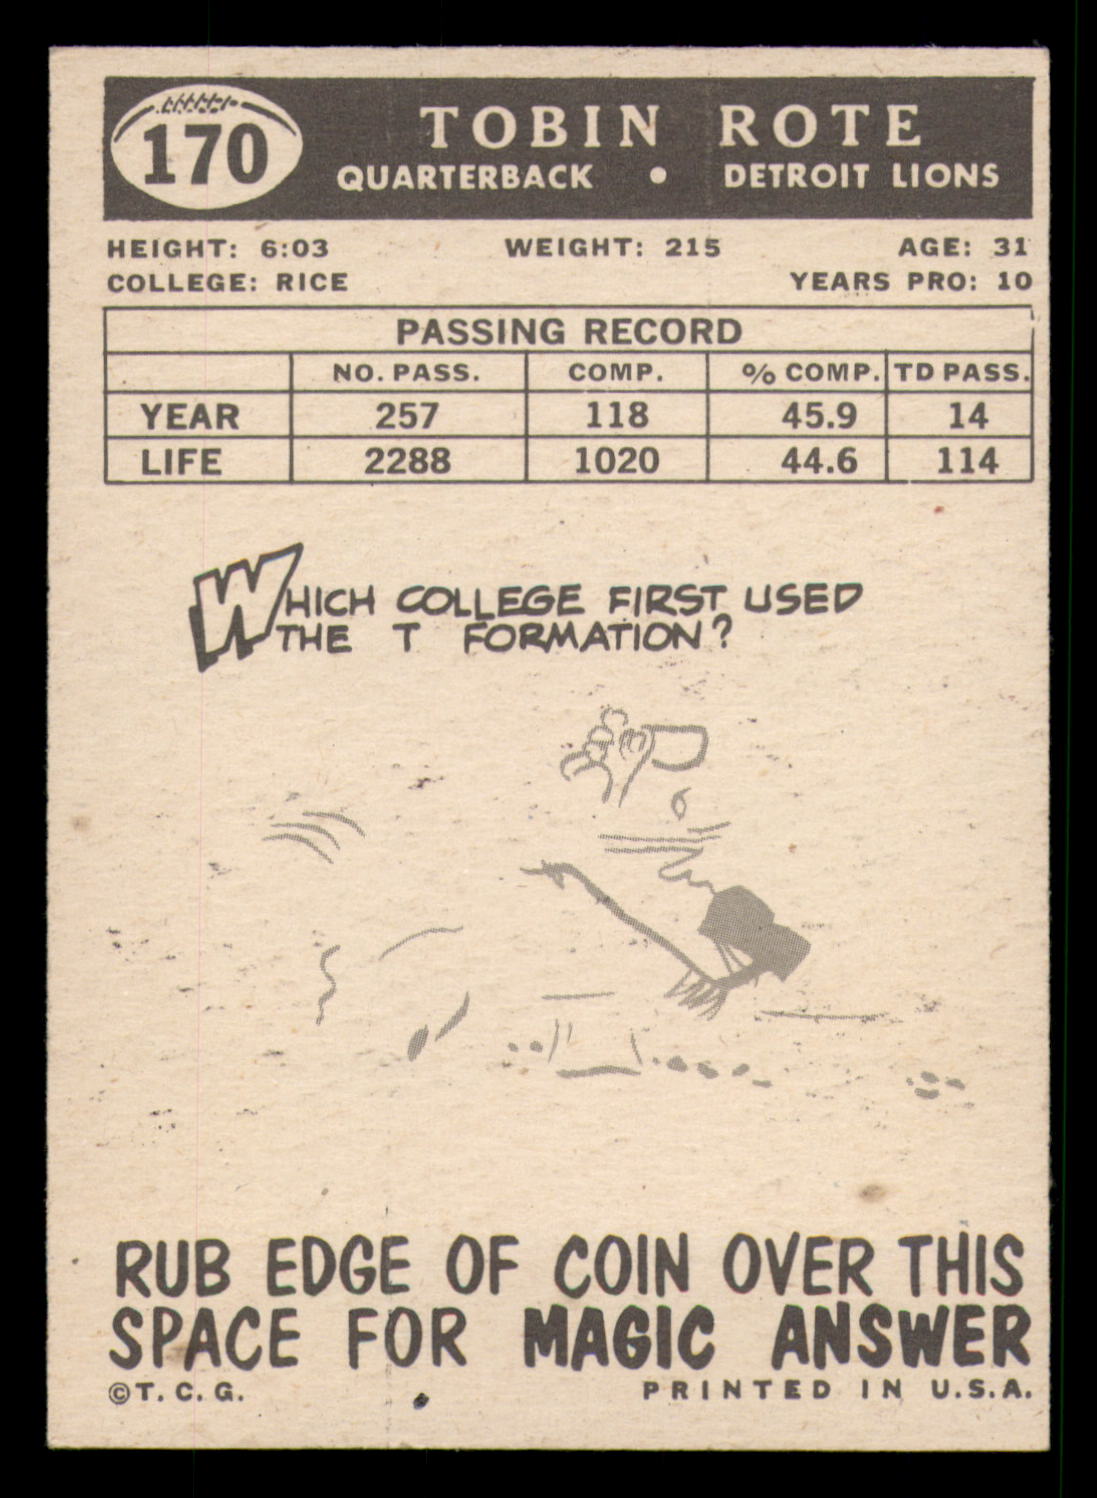 170
TOBIN ROTE
QUARTERBACK • DETROIT LIONS
HEIGHT: 6:03 WEIGHT: 215 AGE: 31
COLLEGE: RICE YEARS PRO: 10
PASSING RECORD
NO. PASS. COMP. % COMP. TD PASS.
YEAR 257 118 45.9 14
LIFE 2288 1020 44.6 114
WHICH COLLEGE FIRST USED
THE T FORMATION?
RUB EDGE OF COIN OVER THIS
SPACE FOR MAGIC ANSWER
©T. C. G. PRINTED IN U.S.A.